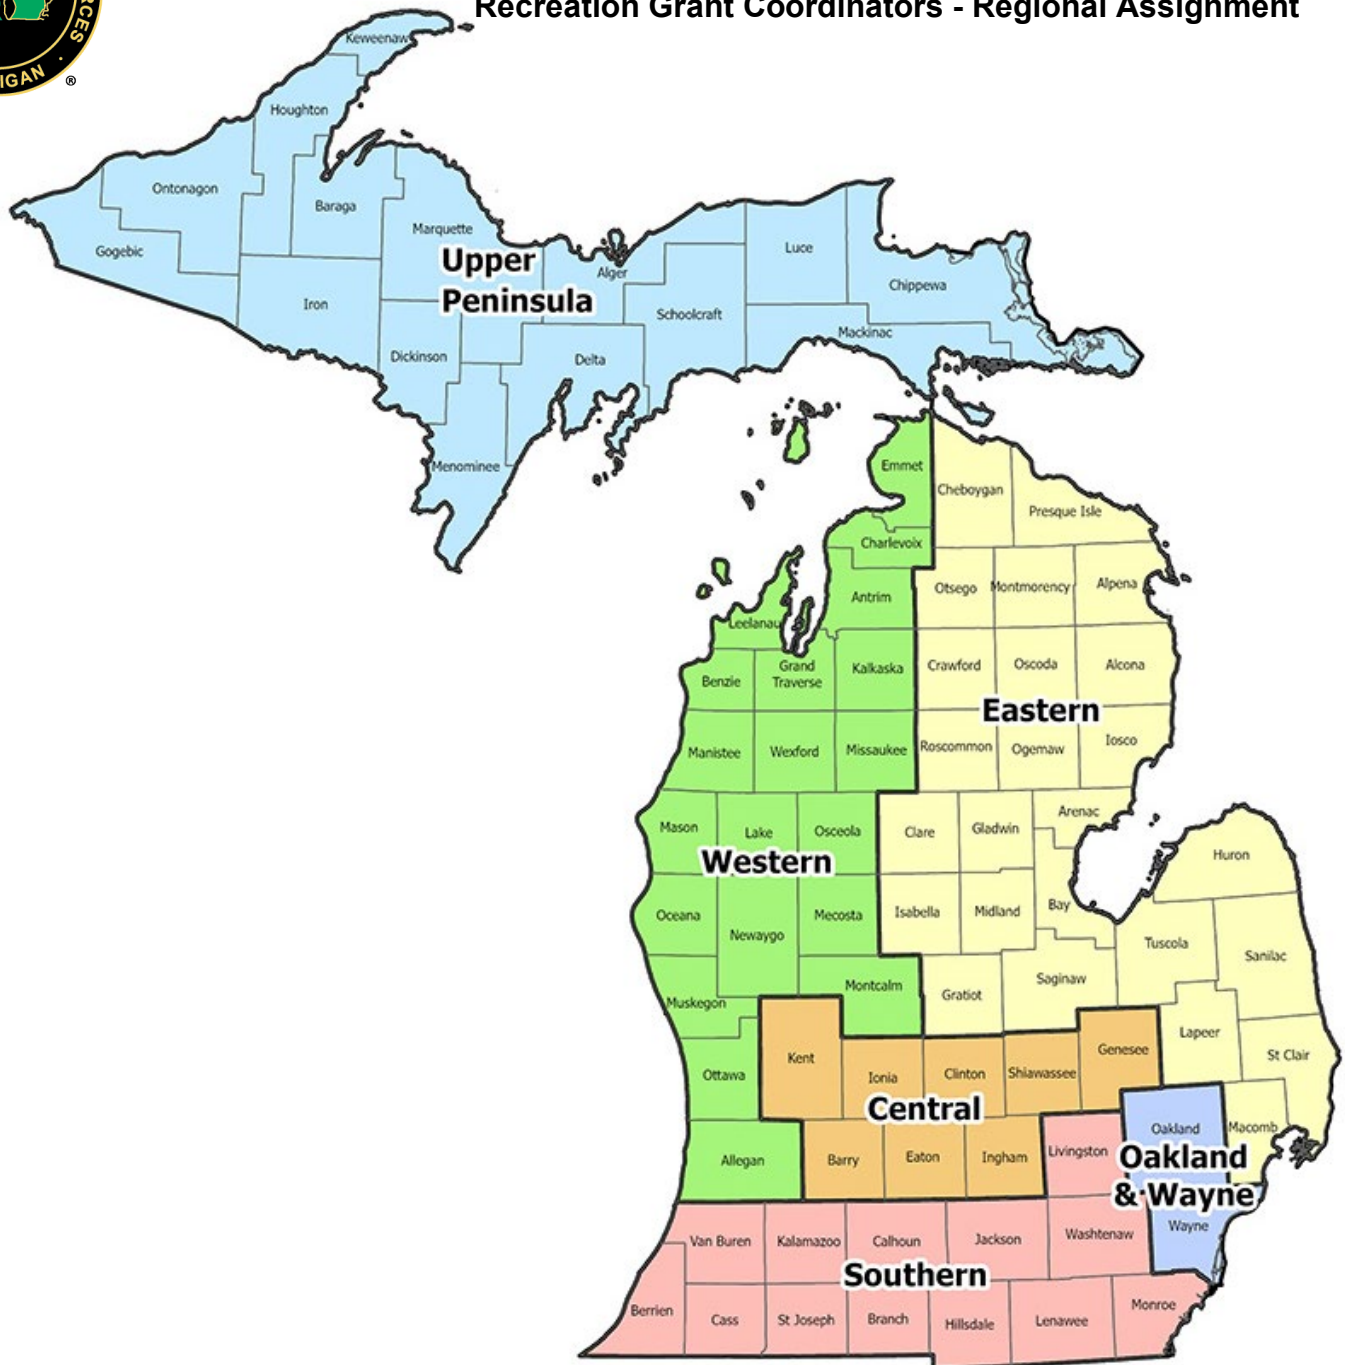 Recreation Grant Coordinators - Regional Assignment
RCES
IGAN
®
Keweenaw
Houghton
Ontonagon
Baraga
Marquette
Gogebic
Upper
Peninsula
Alger
Luce
Chippewa
Iron
Schoolcraft
Mackinac
Dickinson
Delta
Menominee
Emmet
Cheboygan
Presque Isle
Charlevoix
Antrim
Otsego
Montmorency
Alpena
Leelanau
Benzie
Grand
Traverse
Kalkaska
Crawford
Oscoda
Alcona
Eastern
Manistee
Wexford
Missaukee
Roscommon
Ogemaw
Iosco
Mason
Lake
Osceola
Clare
Gladwin
Arenac
Western
Huron
Oceana
Newaygo
Mecosta
Isabella
Midland
Bay
Tuscola
Sanilac
Muskegon
Montcalm
Gratiot
Saginaw
Lapeer
St Clair
Kent
Ottawa
Ionia
Clinton
Shiawassee
Genesee
Central
Oakland
Macomb
Allegan
Barry
Eaton
Ingham
Livingston
Oakland
& Wayne
Wayne
Van Buren
Kalamazoo
Calhoun
Jackson
Washtenaw
Southern
Berrien
Cass
St Joseph
Branch
Hillsdale
Lenawee
Monroe